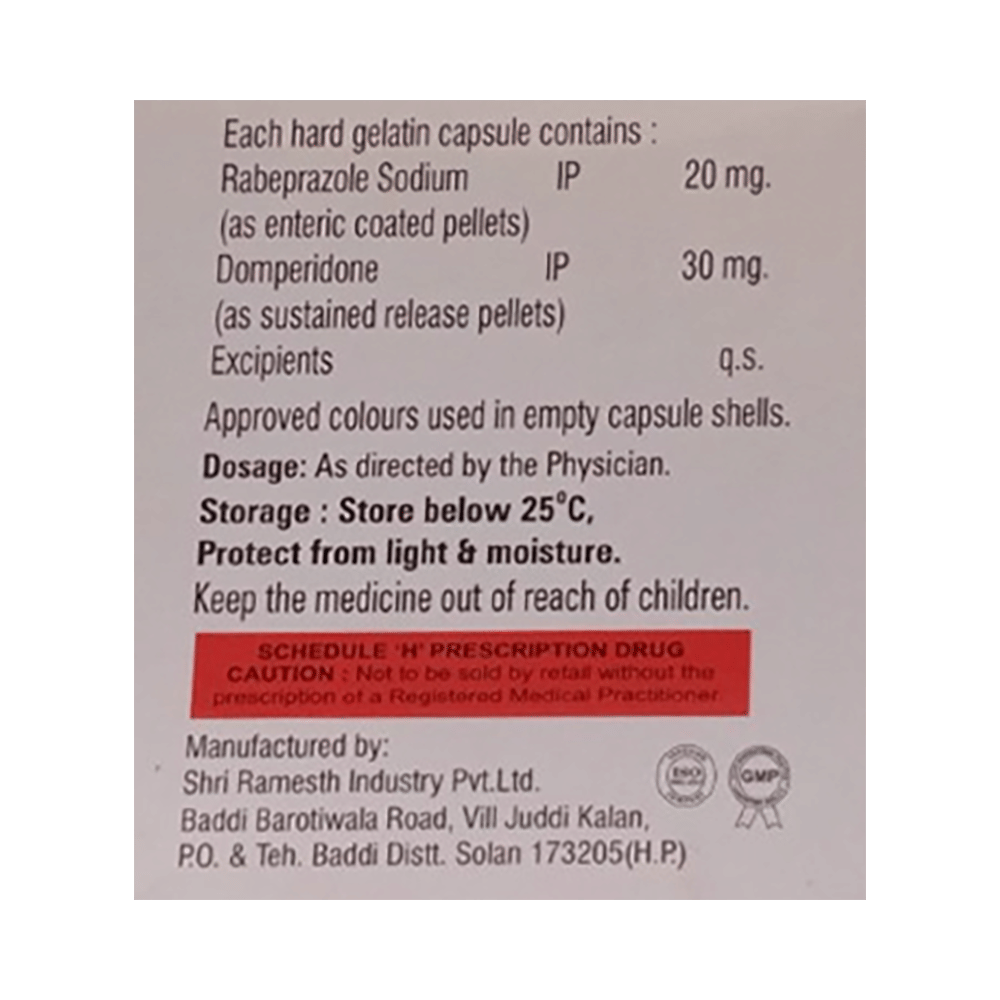 Each hard gelatin capsule contains :
Rabeprazole Sodium IP 20 mg.
(as enteric coated pellets)
Domperidone IP 30 mg.
(as sustained release pellets)
Excipients q.s.
Approved colours used in empty capsule shells.
Dosage: As directed by the Physician.
Storage : Store below 25°C,
Protect from light & moisture.
Keep the medicine out of reach of children.
SCHEDULE 'H' PRESCRIPTION DRUG
CAUTION : Not to be sold by retail without the
prescription of a Registered Medical Practitioner
Manufactured by:
Shri Ramesth Industry Pvt.Ltd.
Baddi Barotiwala Road, Vill Juddi Kalan,
P.O. & Teh. Baddi Distt. Solan 173205(H.P.)
ISO
GMP